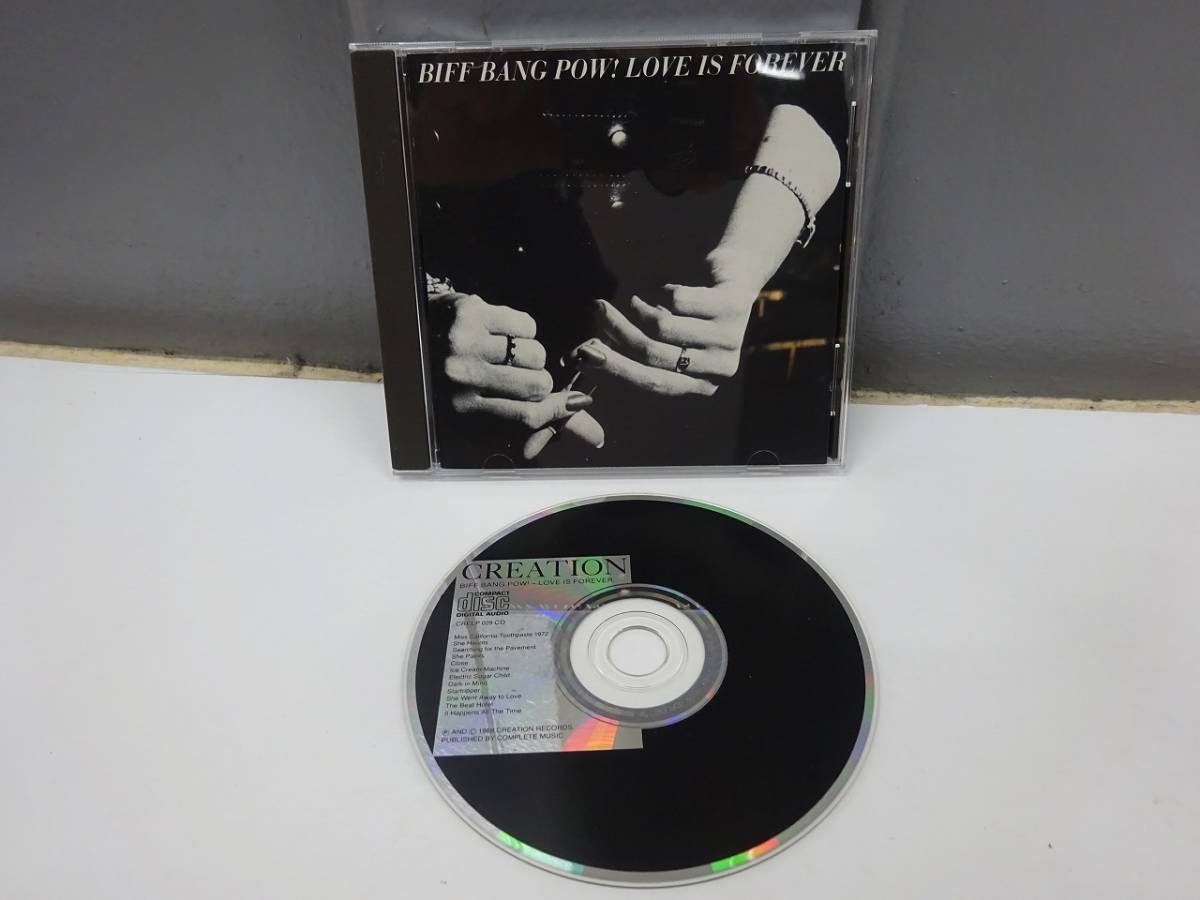 BIFF BANG POW! LOVE IS FOREVER
CREATION
BIFF BANG POW! – LOVE IS FOREVER
COMPACT
disc
DIGITAL AUDIO
CRELP 029 CD
Miss California Toothpaste 1972
She Haunts
Searching for the Pavement
She Paints
Close
Ice Cream Machine
Electric Sugar Child
Dark in Mind
Startripper
She Went Away to Love
The Beat Hotel
It Happens All The Time
Ⓟ AND © 1988 CREATION RECORDS.
PUBLISHED BY COMPLETE MUSIC